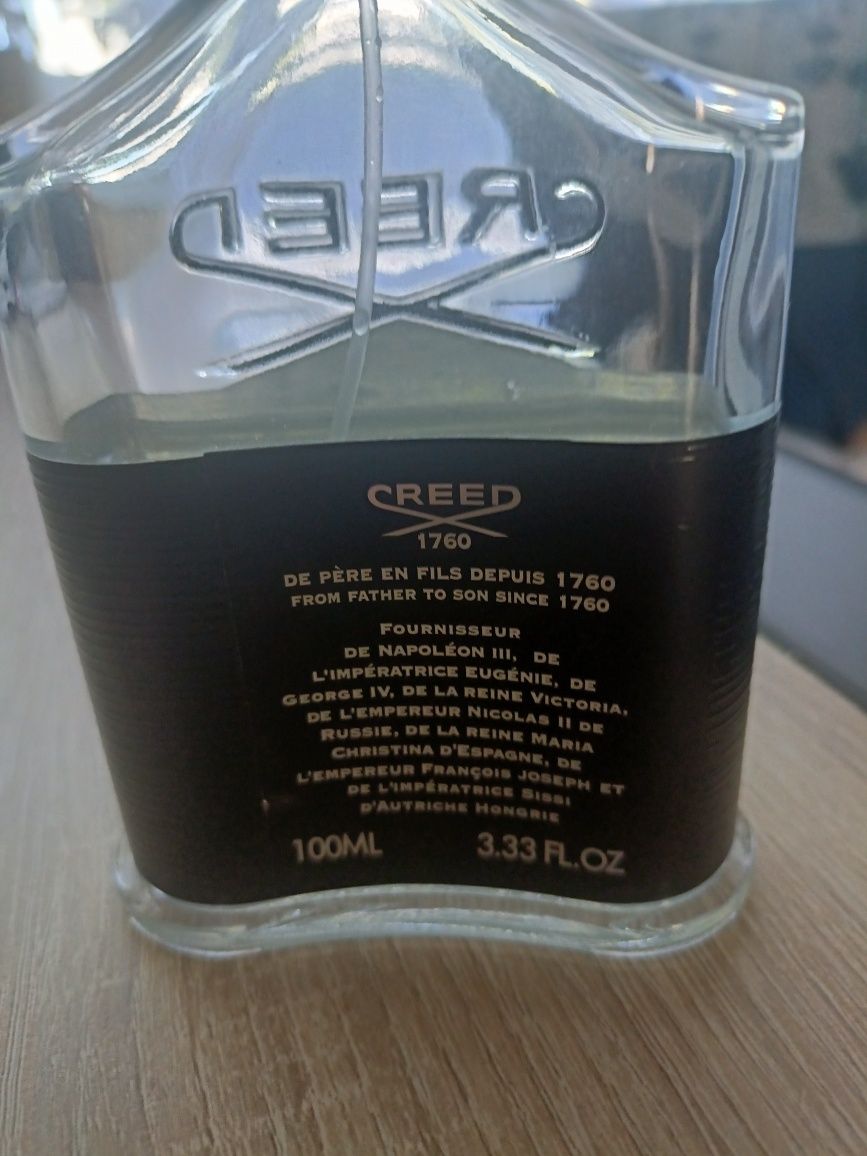 CREED
CREED
1760
DE PÈRE EN FILS DEPUIS 1760
FROM FATHER TO SON SINCE 1760
FOURNISSEUR
DE NAPOLÉON III, DE
L'IMPÉRATRICE EUGÉNIE, DE
GEORGE IV, DE LA REINE VICTORIA,
DE L'EMPEREUR NICOLAS II DE
RUSSIE, DE LA REINE MARIA
CHRISTINA D'ESPAGNE, DE
L'EMPEREUR FRANÇOIS JOSEPH ET
DE L'IMPÉRATRICE SISSI
D'AUTRICHE HONGRIE
100ML 3.33 FL.OZ